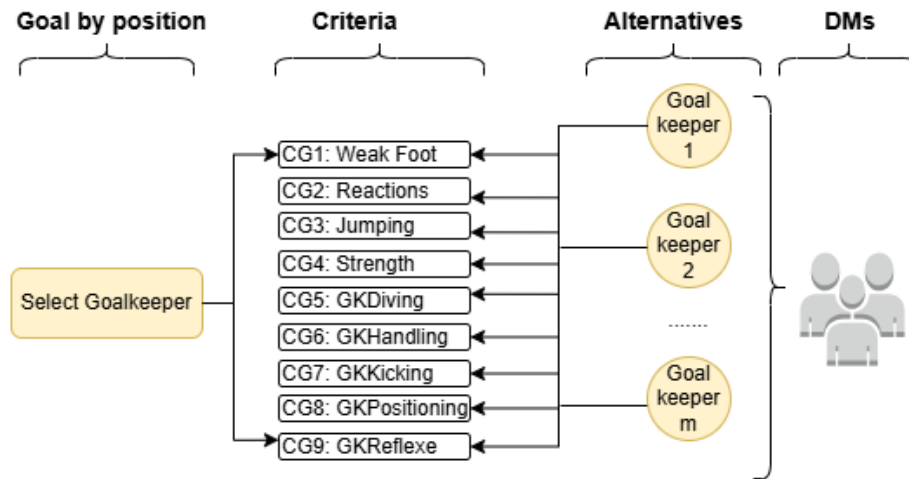 Goal by position
Criteria
Alternatives
DMs
Select Goalkeeper
CG1: Weak Foot
CG2: Reactions
CG3: Jumping
CG4: Strength
CG5: GKDiving
CG6: GKHandling
CG7: GKKicking
CG8: GKPositioning
CG9: GKReflexe
Goal
keeper
1
Goal
keeper
2
.......
Goal
keeper
m